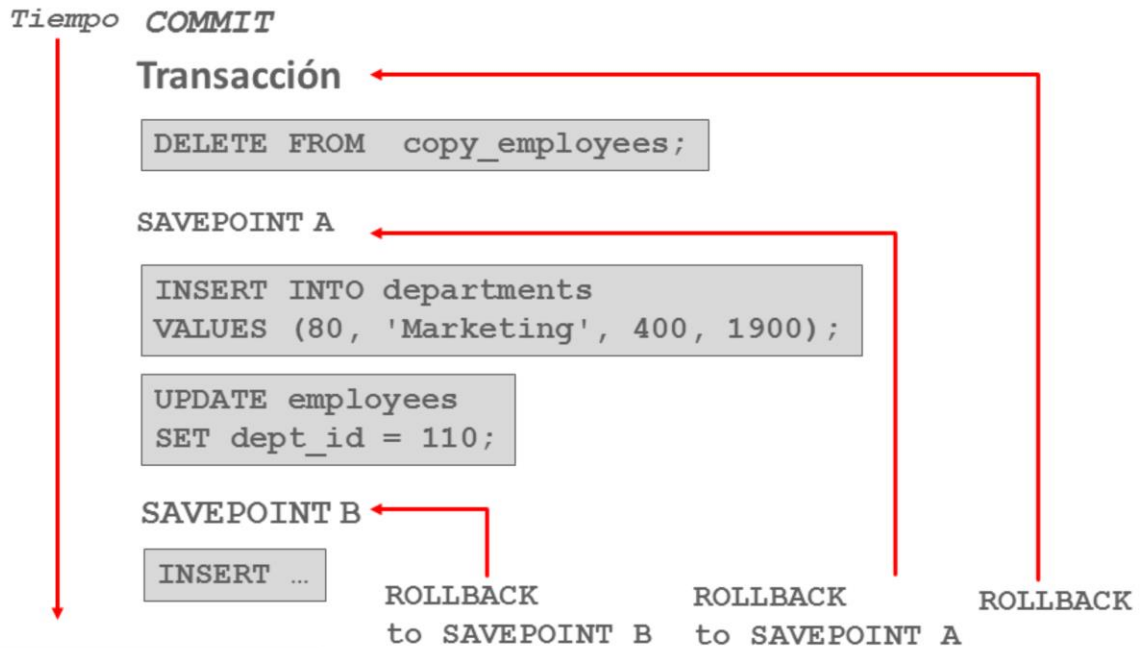 Tiempo COMMIT
Transacción
DELETE FROM copy_employees;
SAVEPOINT A
INSERT INTO departments
VALUES (80, 'Marketing', 400, 1900);
UPDATE employees
SET dept_id = 110;
SAVEPOINT B
INSERT …
ROLLBACK
to SAVEPOINT B
ROLLBACK
to SAVEPOINT A
ROLLBACK